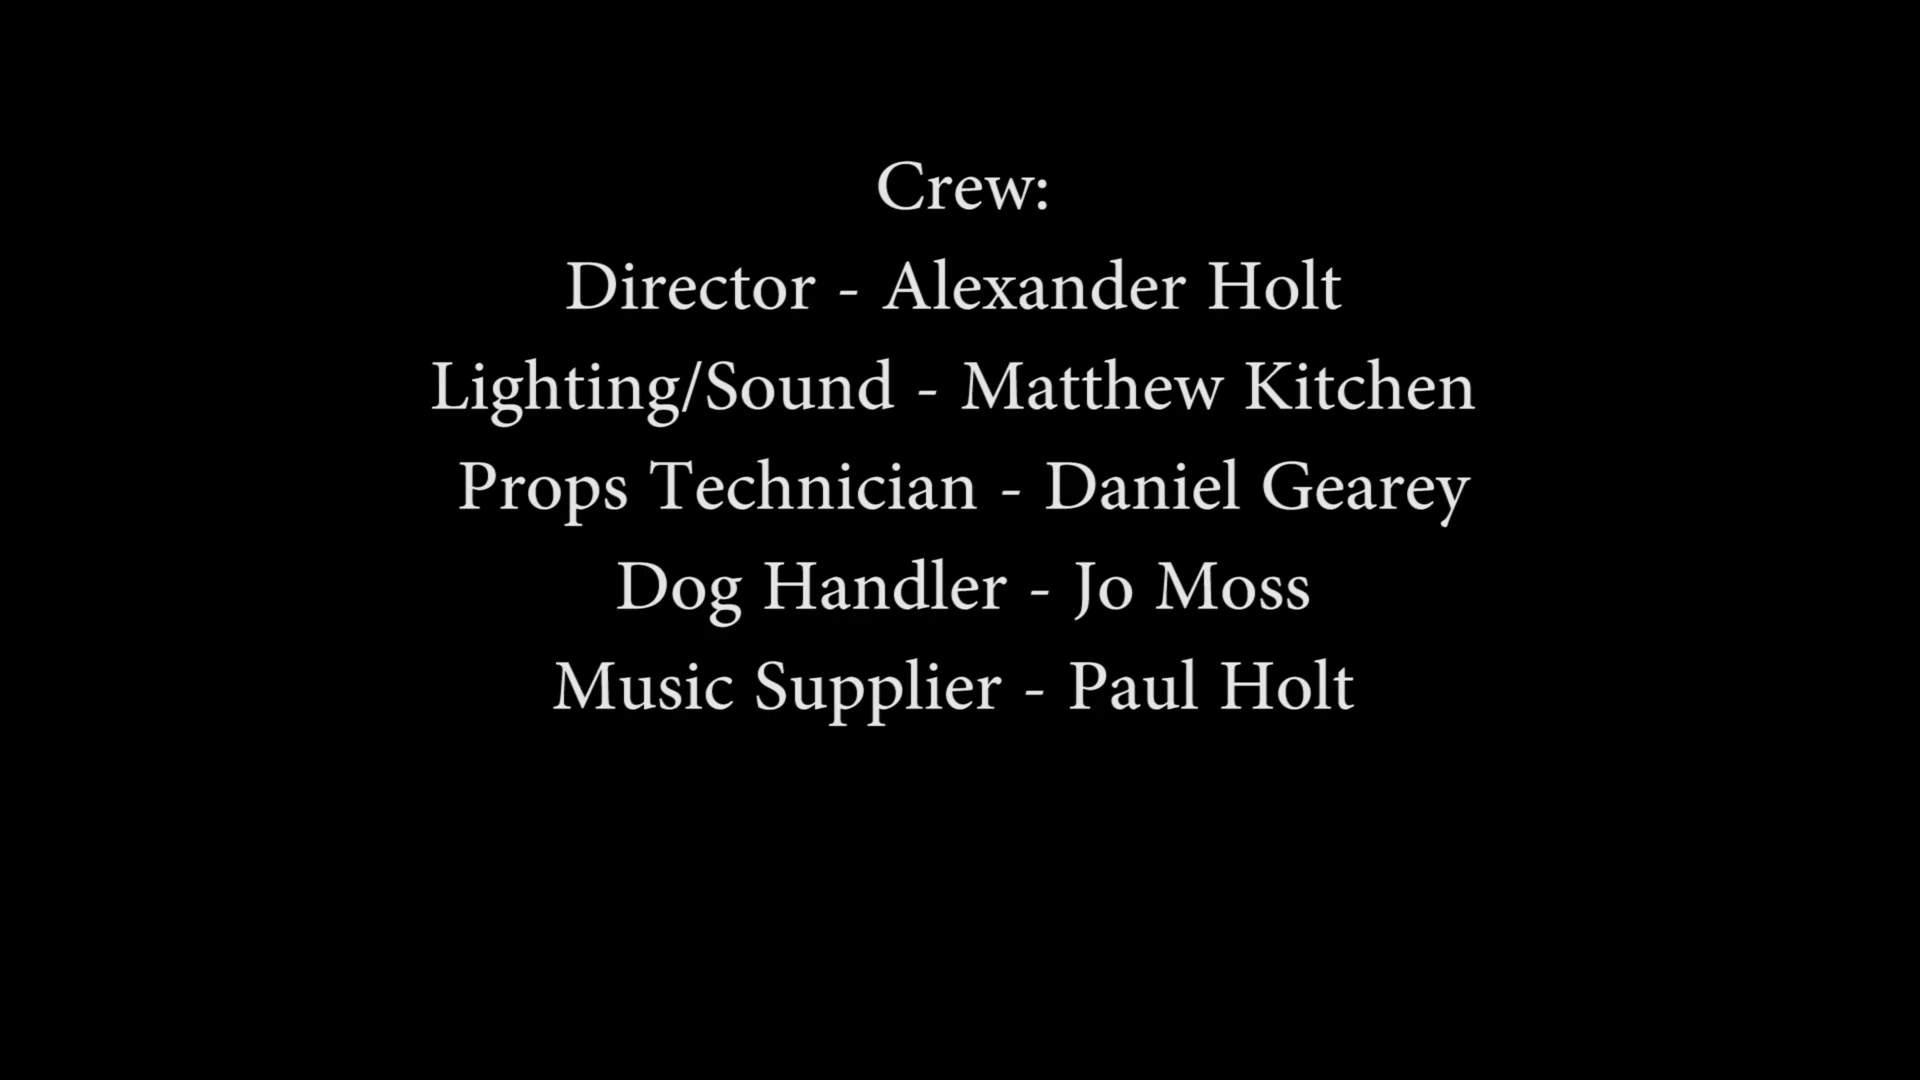 Crew:
Director - Alexander Holt
Lighting/Sound - Matthew Kitchen
Props Technician - Daniel Gearey
Dog Handler - Jo Moss
Music Supplier - Paul Holt